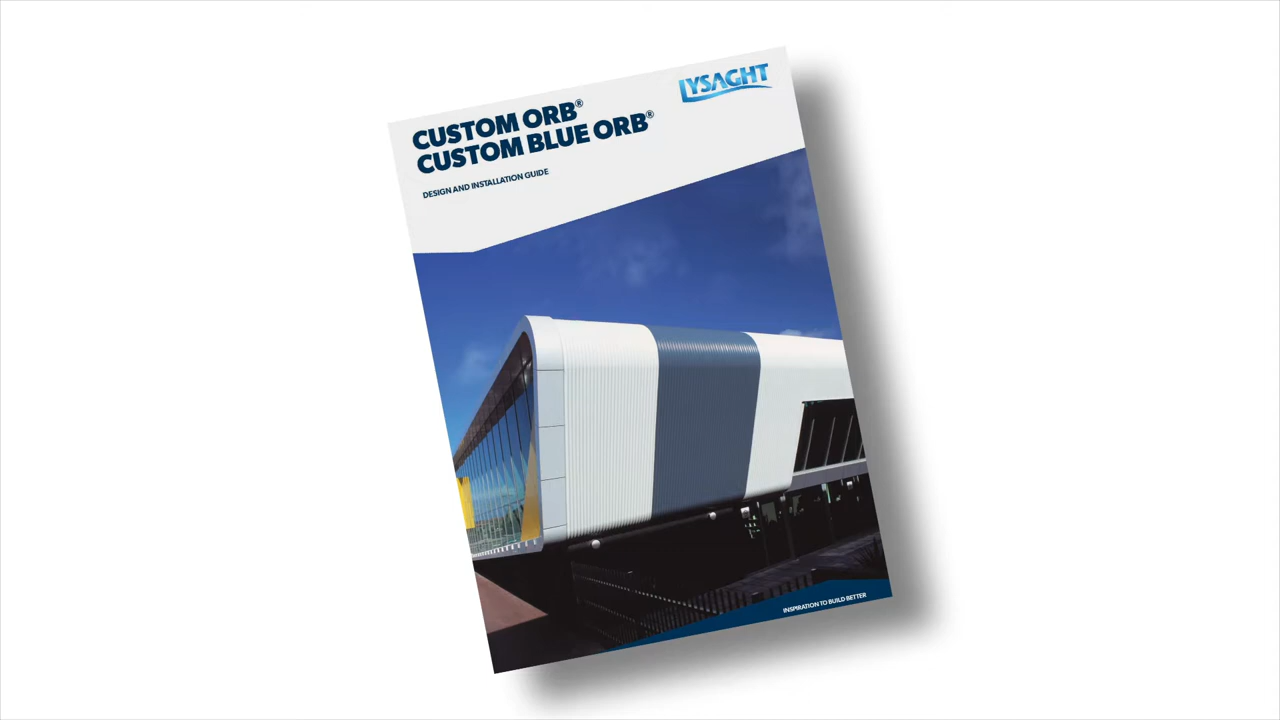 LYSAGHT
CUSTOM ORB®
CUSTOM BLUE ORB®
DESIGN AND INSTALLATION GUIDE
INSPIRATION TO BUILD BETTER